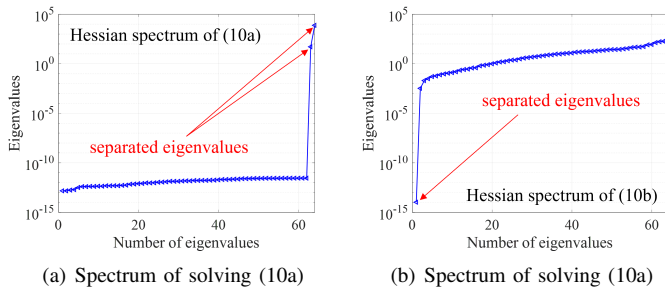 10^5
10^0
10^-5
10^-10
10^-15
Eigenvalues
Hessian spectrum of (10a)
separated eigenvalues
0 20 40 60
Number of eigenvalues
(a) Spectrum of solving (10a)
10^5
10^0
10^-5
10^-10
10^-15
Eigenvalues
separated eigenvalues
Hessian spectrum of (10b)
0 20 40 60
Number of eigenvalues
(b) Spectrum of solving (10a)